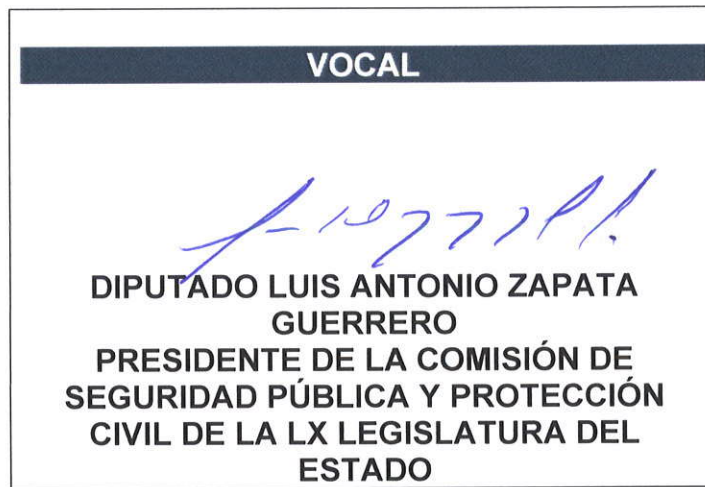 VOCAL
DIPUTADO LUIS ANTONIO ZAPATA
GUERRERO
PRESIDENTE DE LA COMISIÓN DE
SEGURIDAD PÚBLICA Y PROTECCIÓN
CIVIL DE LA LX LEGISLATURA DEL
ESTADO